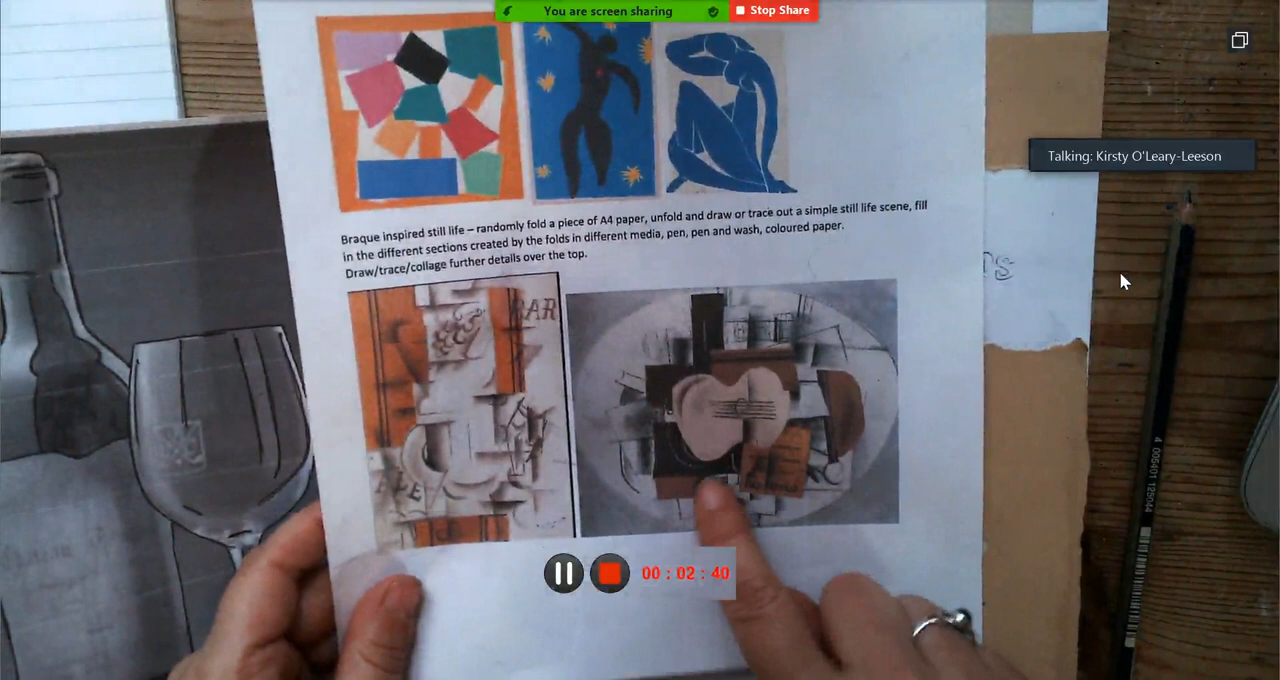 You are screen sharing
Stop Share
Talking: Kirsty O'Leary-Leeson
Braque inspired still life – randomly fold a piece of A4 paper, unfold and draw or trace out a simple still life scene, fill
in the different sections created by the folds in different media, pen, pen and wash, coloured paper.
Draw/trace/collage further details over the top.
BAR
00 : 02 : 40